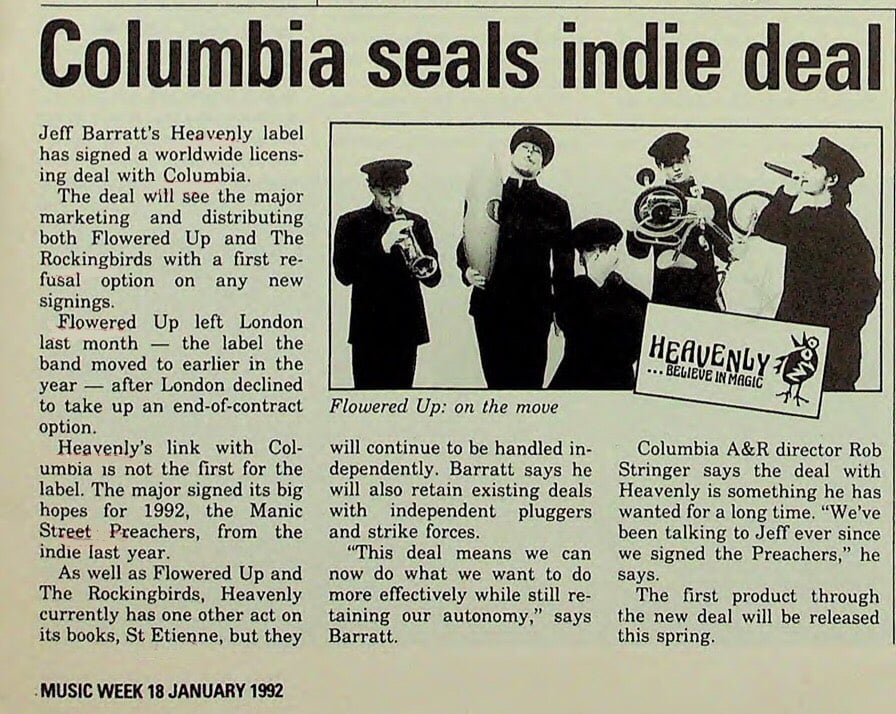 Columbia seals indie deal
Jeff Barratt's Heavenly label
has signed a worldwide licens-
ing deal with Columbia.
The deal will see the major
marketing and distributing
both Flowered Up and The
Rockingbirds with a first re-
fusal option on any new
signings.
Flowered Up left London
last month — the label the
band moved to earlier in the
year — after London declined
to take up an end-of-contract
option.
Heavenly's link with Col-
umbia is not the first for the
label. The major signed its big
hopes for 1992, the Manic
Street Preachers, from the
indie last year.
As well as Flowered Up and
The Rockingbirds, Heavenly
currently has one other act on
its books, St Etienne, but they
HEAVENLY
... BELIEVE IN MAGIC
Flowered Up: on the move
will continue to be handled in-
dependently. Barratt says he
will also retain existing deals
with independent pluggers
and strike forces.
"This deal means we can
now do what we want to do
more effectively while still re-
taining our autonomy," says
Barratt.
Columbia A&R director Rob
Stringer says the deal with
Heavenly is something he has
wanted for a long time. "We've
been talking to Jeff ever since
we signed the Preachers," he
says.
The first product through
the new deal will be released
this spring.
MUSIC WEEK 18 JANUARY 1992